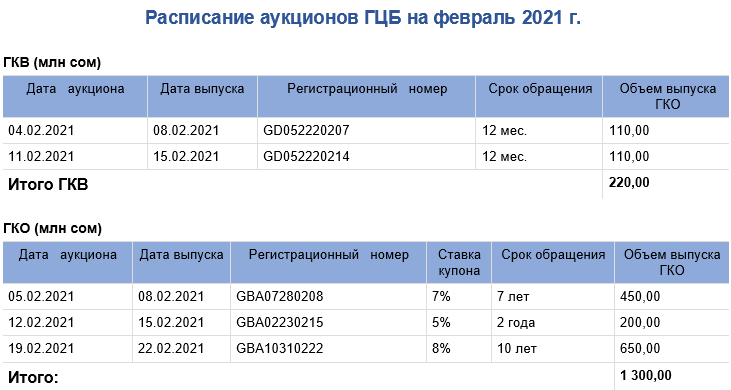 Расписание аукционов ГЦБ на февраль 2021 г.
ГКВ (млн сом)
Дата аукциона Дата выпуска Регистрационный номер Срок обращения Объем выпуска ГКО
04.02.2021 08.02.2021 GD052220207 12 мес. 110,00
11.02.2021 15.02.2021 GD052220214 12 мес. 110,00
Итого ГКВ 220,00
ГКО (млн сом)
Дата аукциона Дата выпуска Регистрационный номер Ставка купона Срок обращения Объем выпуска ГКО
05.02.2021 08.02.2021 GBA07280208 7% 7 лет 450,00
12.02.2021 15.02.2021 GBA02230215 5% 2 года 200,00
19.02.2021 22.02.2021 GBA10310222 8% 10 лет 650,00
Итого: 1 300,00